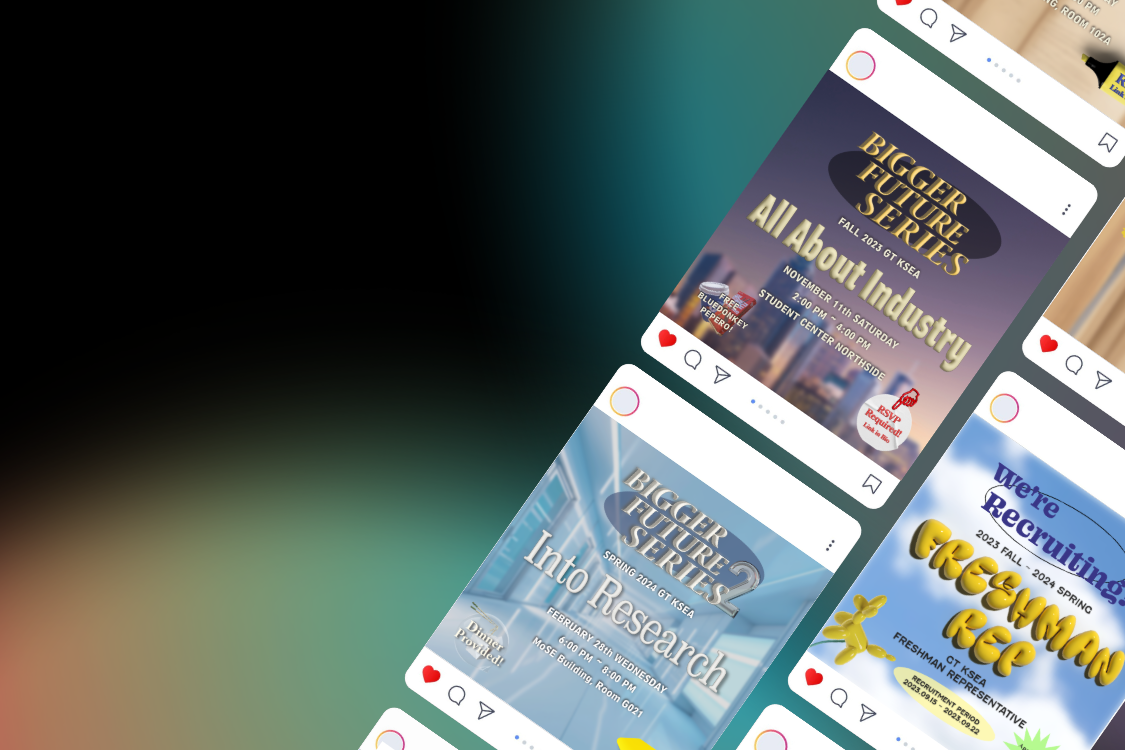 G, ROOM 102A
BIGGER
FUTURE
SERIES
FALL 2023 GT KSEA
All About Industry
NOVEMBER 11th SATURDAY
2:00 PM ~ 4:00 PM
STUDENT CENTER NORTHSIDE
FREE
BLUEDONKEY
PEPERO!
RSVP
Required!
Link in Bio
BIGGER
FUTURE
SERIES 2
SPRING 2024 GT KSEA
Into Research
FEBRUARY 28th WEDNESDAY
6:00 PM ~ 8:00 PM
MoSE Building, Room G021
Dinner
Provided!
We're
Recruiting
2023 FALL - 2024 SPRING
FRESHMAN
REP
GT KSEA
FRESHMAN REPRESENTATIVE
RECRUITMENT PERIOD
2023.09.15 ~ 2023.09.22